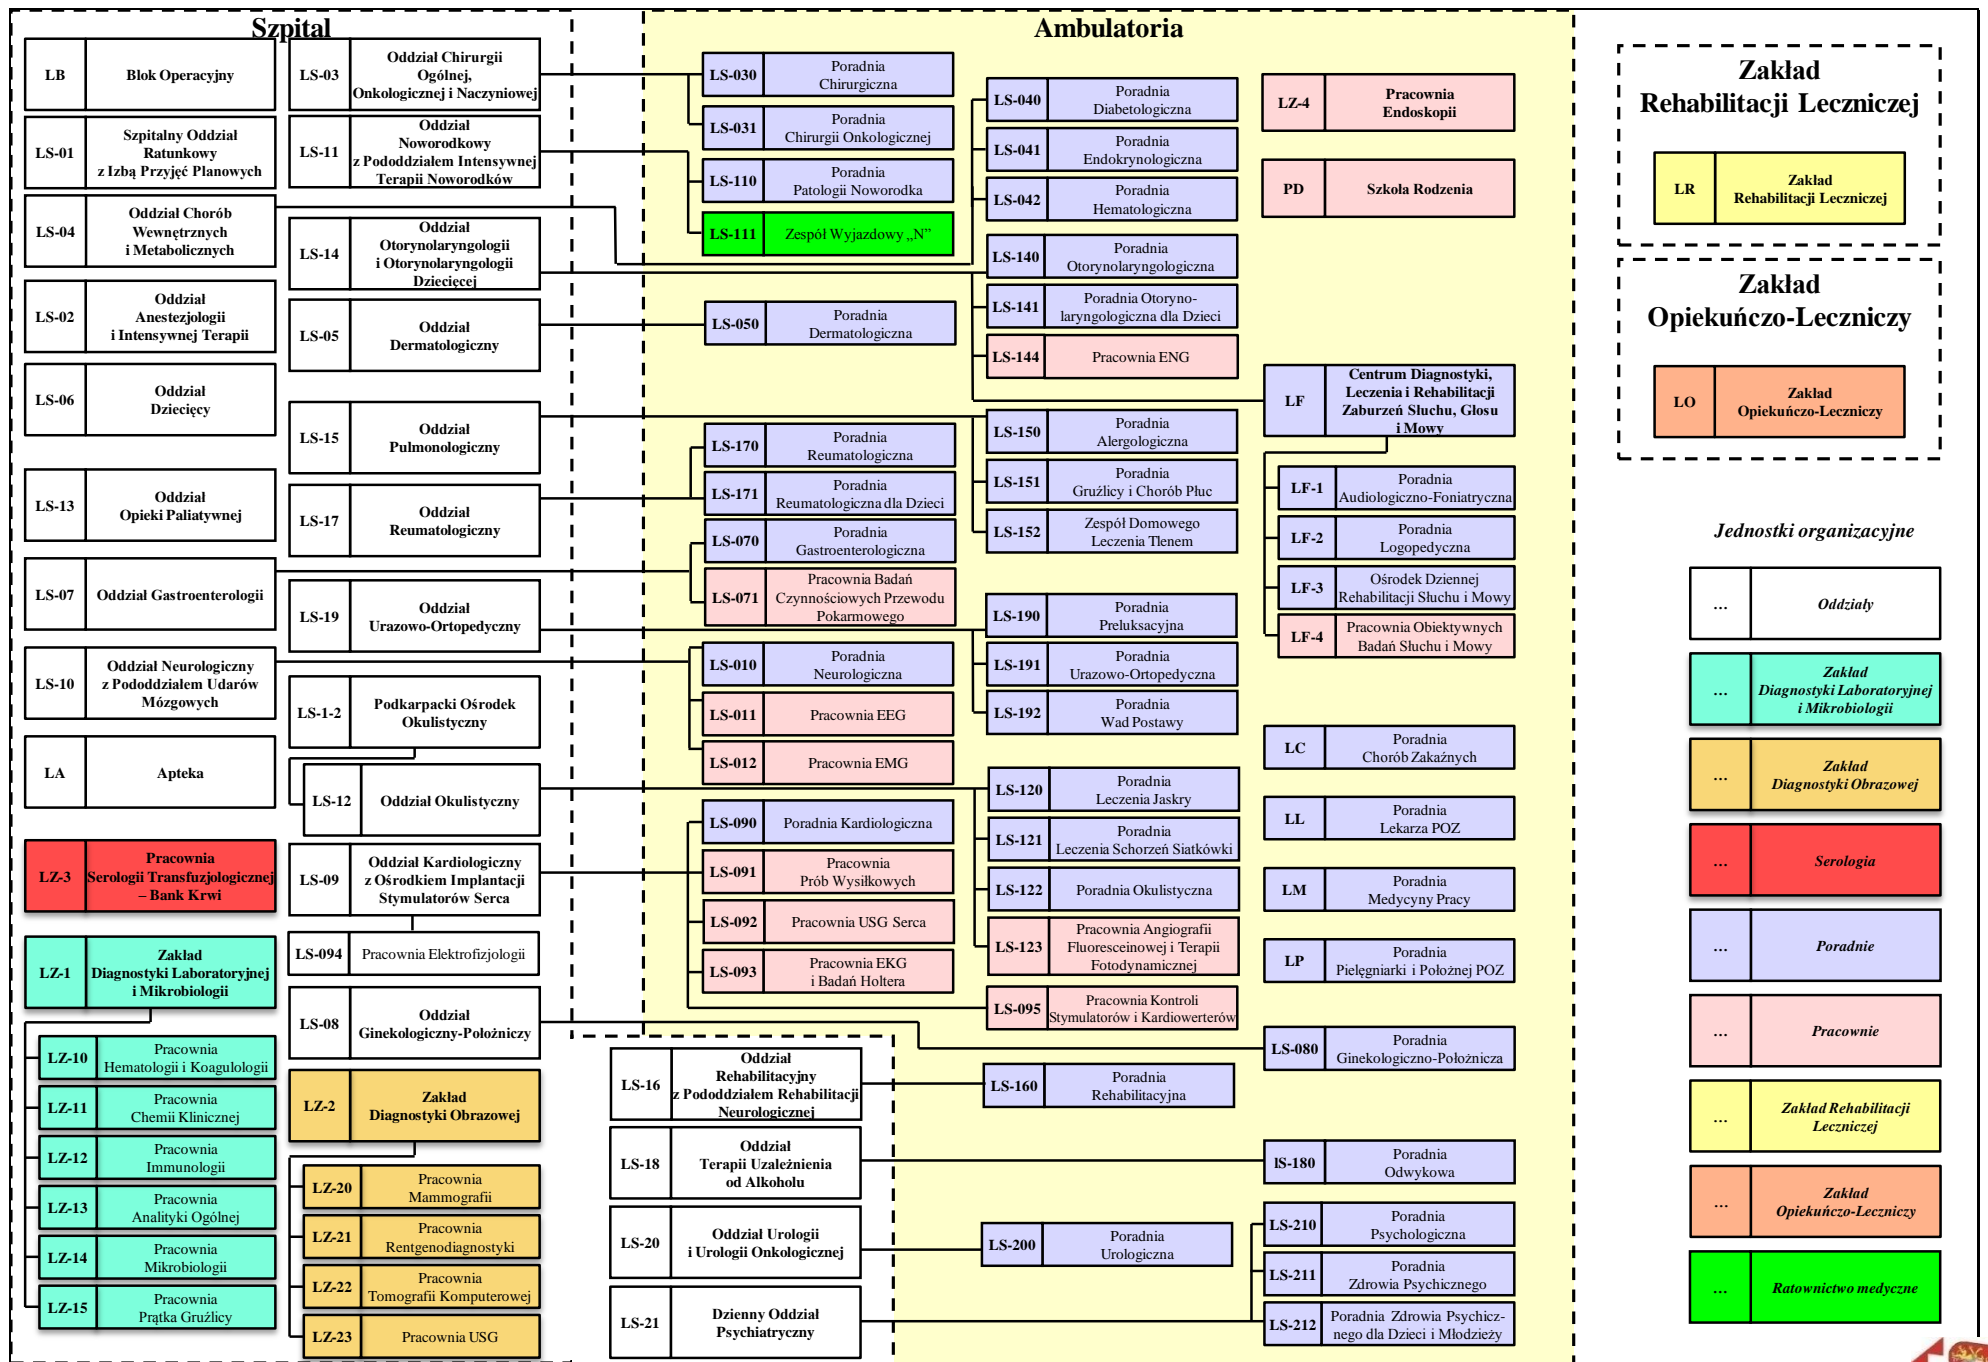 Szpital
LB
Blok Operacyjny
LS-01
Szpitalny Oddział
Ratunkowy
z Izbą Przyjęć Planowych
LS-04
Oddział Chorób
Wewnętrznych
i Metabolicznych
LS-02
Oddział
Anestezjologii
i Intensywnej Terapii
LS-06
Oddział
Dziecięcy
LS-13
Oddział
Opieki Paliatywnej
LS-07
Oddział Gastroenterologii
LS-10
Oddział Neurologiczny
z Pododdziałem Udarów
Mózgowych
LA
Apteka
LZ-3
Pracownia
Serologii Transfuzjologicznej
– Bank Krwi
LZ-1
Zakład
Diagnostyki Laboratoryjnej
i Mikrobiologii
LZ-10
Pracownia
Hematologii i Koagulologii
LZ-11
Pracownia
Chemii Klinicznej
LZ-12
Pracownia
Immunologii
LZ-13
Pracownia
Analityki Ogólnej
LZ-14
Pracownia
Mikrobiologii
LZ-15
Pracownia
Prątka Gruźlicy
LS-03
Oddział Chirurgii
Ogólnej,
Onkologicznej i Naczyniowej
LS-11
Oddział
Noworodkowy
z Pododdziałem Intensywnej
Terapii Noworodków
LS-14
Oddział
Otorynolaryngologii
i Otorynolaryngologii
Dziecięcej
LS-05
Oddział
Dermatologiczny
LS-15
Oddział
Pulmonologiczny
LS-17
Oddział
Reumatologiczny
LS-19
Oddział
Urazowo-Ortopedyczny
LS-1-2
Podkarpacki Ośrodek
Okulistyczny
LS-12
Oddział Okulistyczny
LS-09
Oddział Kardiologiczny
z Ośrodkiem Implantacji
Stymulatorów Serca
LS-094
Pracownia Elektrofizjologii
LS-08
Oddział
Ginekologiczny-Położniczy
LZ-2
Zakład
Diagnostyki Obrazowej
LZ-20
Pracownia
Mammografii
LZ-21
Pracownia
Rentgenodiagnostyki
LZ-22
Pracownia
Tomografii Komputerowej
LZ-23
Pracownia USG
LS-16
Oddział
Rehabilitacyjny
z Pododdziałem Rehabilitacji
Neurologicznej
LS-18
Oddział
Terapii Uzależnienia
od Alkoholu
LS-20
Oddział Urologii
i Urologii Onkologicznej
LS-21
Dzienny Oddział
Psychiatryczny
Ambulatoria
LS-030
Poradnia
Chirurgiczna
LS-031
Poradnia
Chirurgii Onkologicznej
LS-110
Poradnia
Patologii Noworodka
LS-111
Zespół Wyjazdowy „N”
LS-050
Poradnia
Dermatologiczna
LS-170
Poradnia
Reumatologiczna
LS-171
Poradnia
Reumatologiczna dla Dzieci
LS-070
Poradnia
Gastroenterologiczna
LS-071
Pracownia Badań
Czynnościowych Przewodu
Pokarmowego
LS-010
Poradnia
Neurologiczna
LS-011
Pracownia EEG
LS-012
Pracownia EMG
LS-090
Poradnia Kardiologiczna
LS-091
Pracownia
Prób Wysiłkowych
LS-092
Pracownia USG Serca
LS-093
Pracownia EKG
i Badań Holtera
LS-040
Poradnia
Diabetologiczna
LS-041
Poradnia
Endokrynologiczna
LS-042
Poradnia
Hematologiczna
LS-140
Poradnia
Otorynolaryngologiczna
LS-141
Poradnia Otoryno-
laryngologiczna dla Dzieci
LS-144
Pracownia ENG
LS-150
Poradnia
Alergologiczna
LS-151
Poradnia
Gruźlicy i Chorób Płuc
LS-152
Zespół Domowego
Leczenia Tlenem
LS-190
Poradnia
Preluksacyjna
LS-191
Poradnia
Urazowo-Ortopedyczna
LS-192
Poradnia
Wad Postawy
LS-120
Poradnia
Leczenia Jaskry
LS-121
Poradnia
Leczenia Schorzeń Siatkówki
LS-122
Poradnia Okulistyczna
LS-123
Pracownia Angiografii
Fluoresceinowej i Terapii
Fotodynamicznej
LS-095
Pracownia Kontroli
Stymulatorów i Kardiowerterów
LS-160
Poradnia
Rehabilitacyjna
LS-200
Poradnia
Urologiczna
LZ-4
Pracownia
Endoskopii
PD
Szkoła Rodzenia
LF
Centrum Diagnostyki,
Leczenia i Rehabilitacji
Zaburzeń Słuchu, Głosu
i Mowy
LF-1
Poradnia
Audiologiczno-Foniatryczna
LF-2
Poradnia
Logopedyczna
LF-3
Ośrodek Dziennej
Rehabilitacji Słuchu i Mowy
LF-4
Pracownia Obiektywnych
Badań Słuchu i Mowy
LC
Poradnia
Chorób Zakaźnych
LL
Poradnia
Lekarza POZ
LM
Poradnia
Medycyny Pracy
LP
Poradnia
Pielęgniarki i Położnej POZ
LS-080
Poradnia
Ginekologiczno-Położnicza
lS-180
Poradnia
Odwykowa
LS-210
Poradnia
Psychologiczna
LS-211
Poradnia
Zdrowia Psychicznego
LS-212
Poradnia Zdrowia Psychicz-
nego dla Dzieci i Młodzieży
Zakład
Rehabilitacji Leczniczej
LR
Zakład
Rehabilitacji Leczniczej
Zakład
Opiekuńczo-Leczniczy
LO
Zakład
Opiekuńczo-Leczniczy
Jednostki organizacyjne
...
Oddziały
...
Zakład
Diagnostyki Laboratoryjnej
i Mikrobiologii
...
Zakład
Diagnostyki Obrazowej
...
Serologia
...
Poradnie
...
Pracownie
...
Zakład Rehabilitacji
Leczniczej
...
Zakład
Opiekuńczo-Leczniczy
...
Ratownictwo medyczne